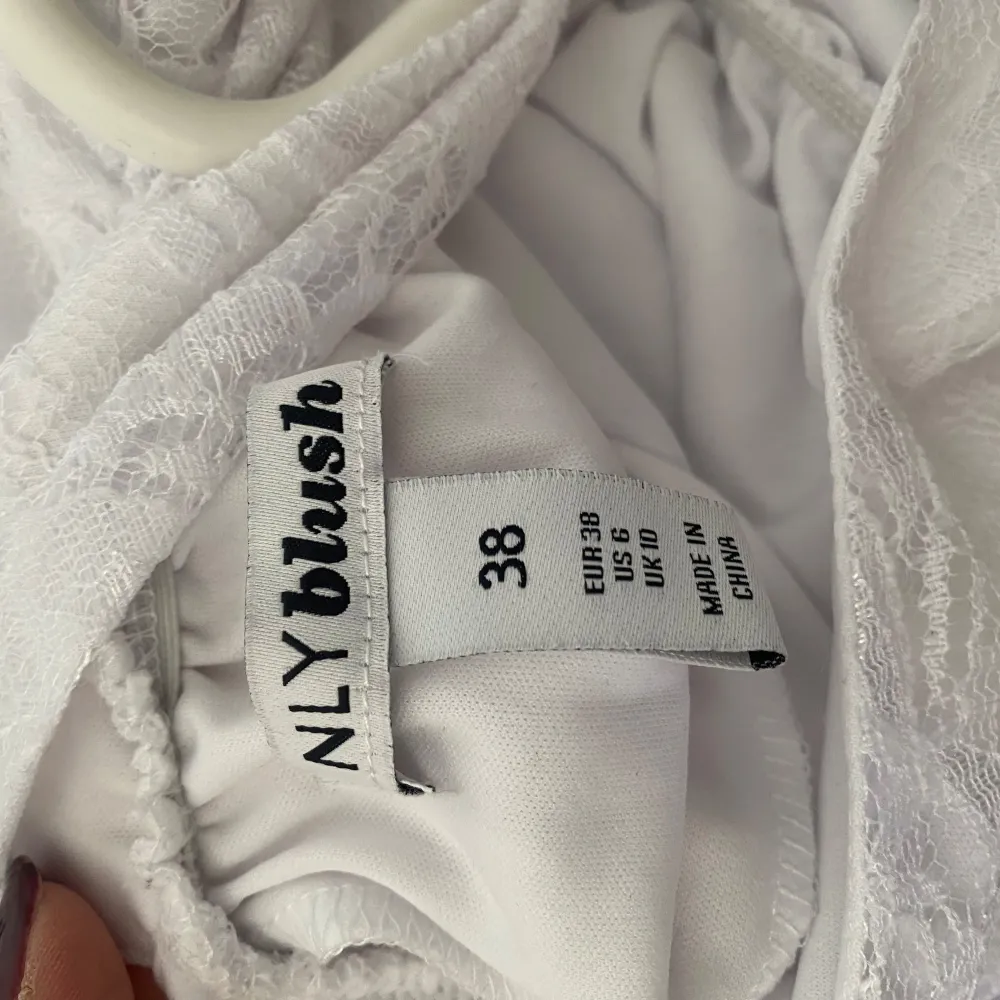 NLY blush
38
EUR 38
US 6
UK 10
MADE IN
CHINA